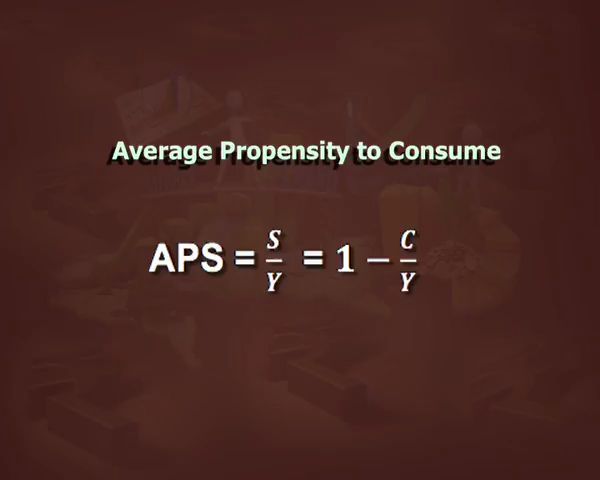 Average Propensity to Consume
APS = S/Y = 1 − C/Y